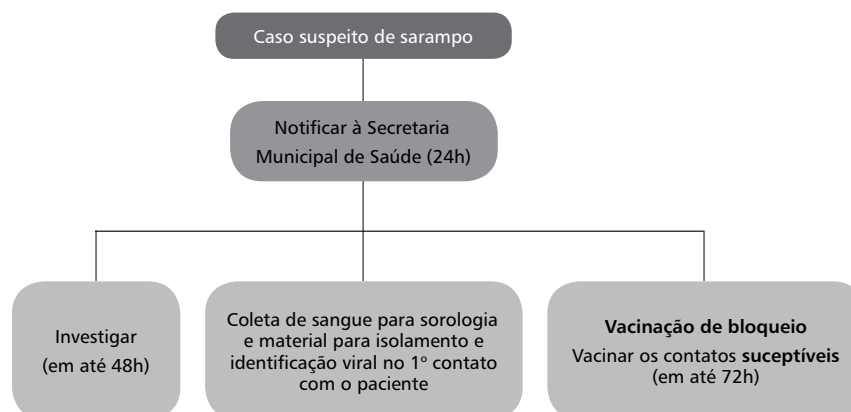 Caso suspeito de sarampo
Notificar à Secretaria
Municipal de Saúde (24h)
Investigar
(em até 48h)
Coleta de sangue para sorologia
e material para isolamento e
identificação viral no 1º contato
com o paciente
Vacinação de bloqueio
Vacinar os contatos suceptíveis
(em até 72h)